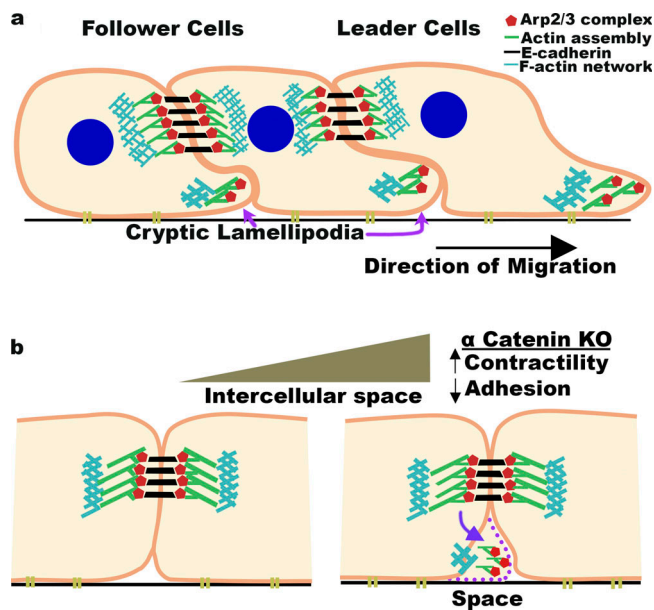 a
Follower Cells
Leader Cells
Arp2/3 complex
Actin assembly
E-cadherin
F-actin network
Cryptic Lamellipodia
Direction of Migration
b
α Catenin KO
Contractility
Adhesion
Intercellular space
Space